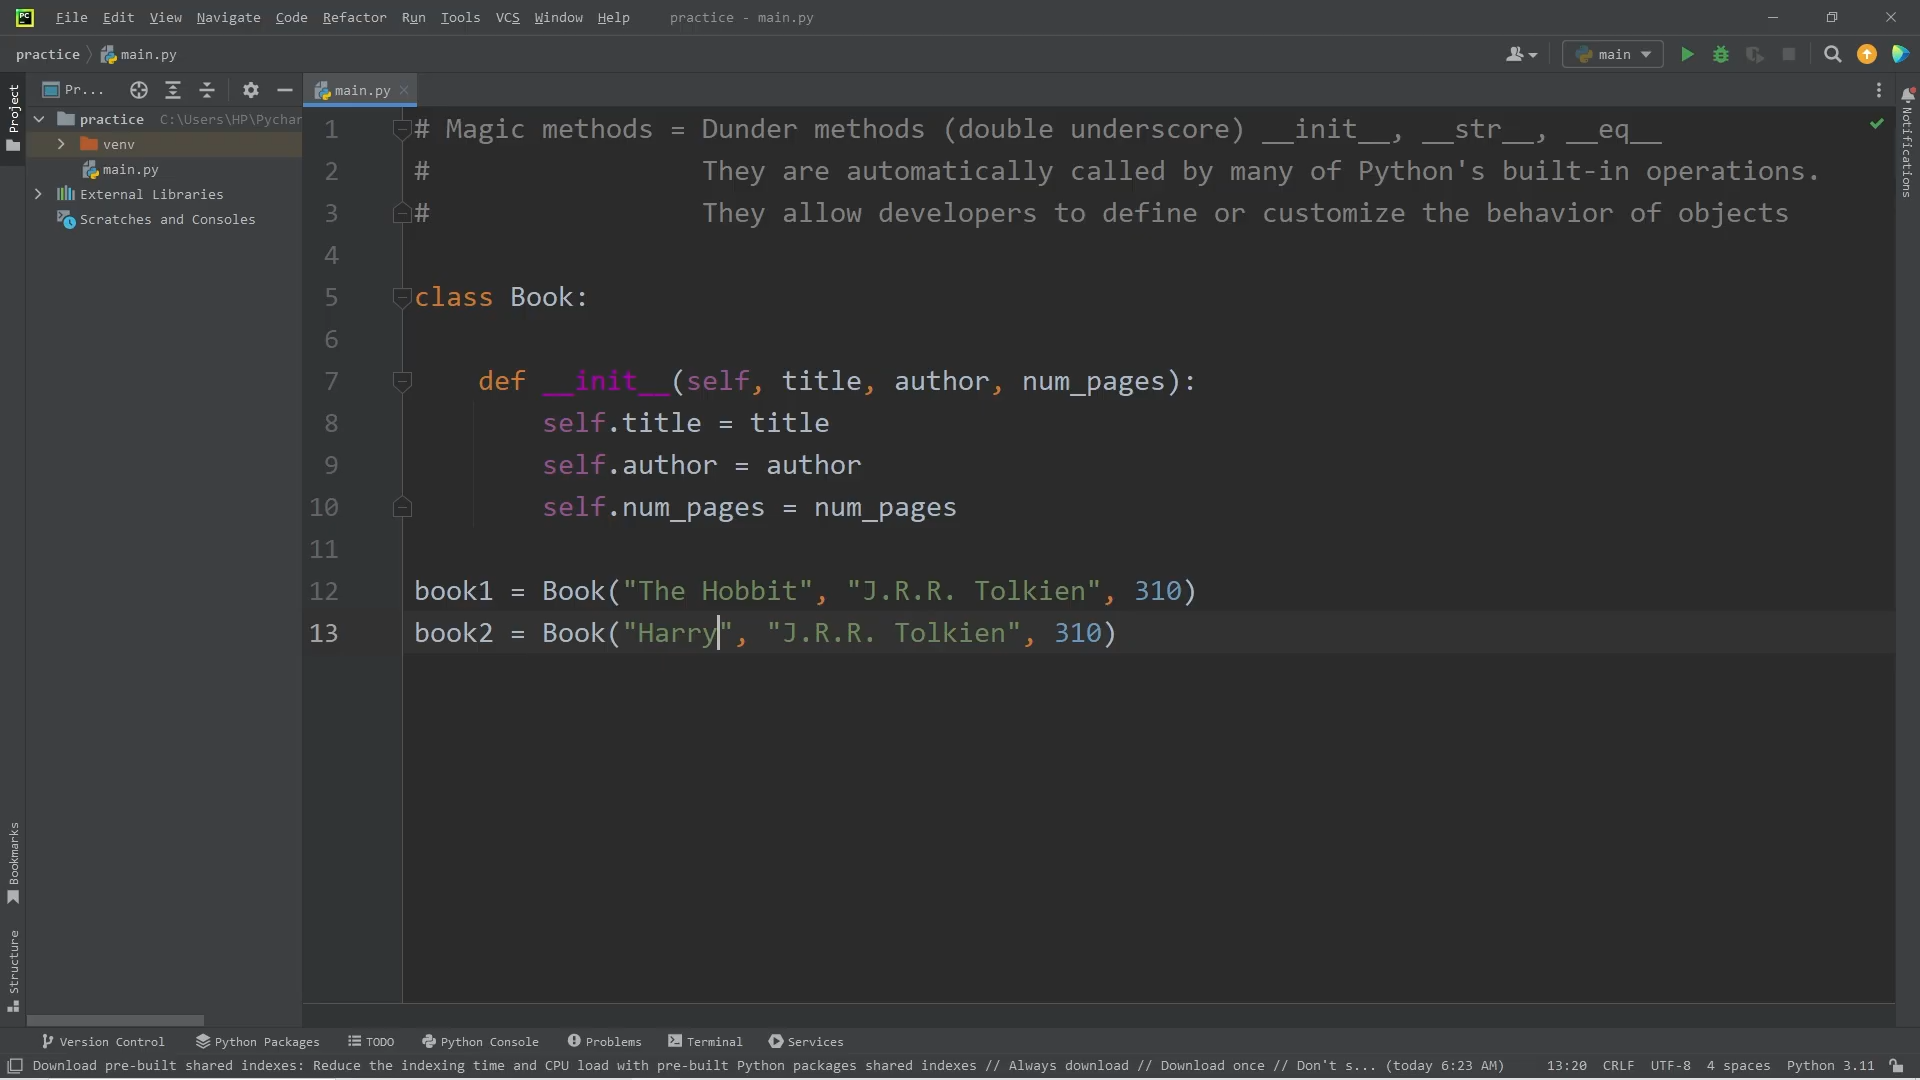 File Edit View Navigate Code Refactor Run Tools VCS Window Help practice - main.py
practice main.py main
Project
Pr... main.py
Notifications
practice C:\Users\HP\Pychar
venv
main.py
External Libraries
Scratches and Consoles
1 # Magic methods = Dunder methods (double underscore) __init__, __str__, __eq__
2 # They are automatically called by many of Python's built-in operations.
3 # They allow developers to define or customize the behavior of objects
4
5 class Book:
6
7 def __init__(self, title, author, num_pages):
8 self.title = title
9 self.author = author
10 self.num_pages = num_pages
11
12 book1 = Book("The Hobbit", "J.R.R. Tolkien", 310)
13 book2 = Book("Harry", "J.R.R. Tolkien", 310)
Bookmarks
Structure
Version Control Python Packages TODO Python Console Problems Terminal Services
Download pre-built shared indexes: Reduce the indexing time and CPU load with pre-built Python packages shared indexes // Always download // Download once // Don't s... (today 6:23 AM) 13:20 CRLF UTF-8 4 spaces Python 3.11